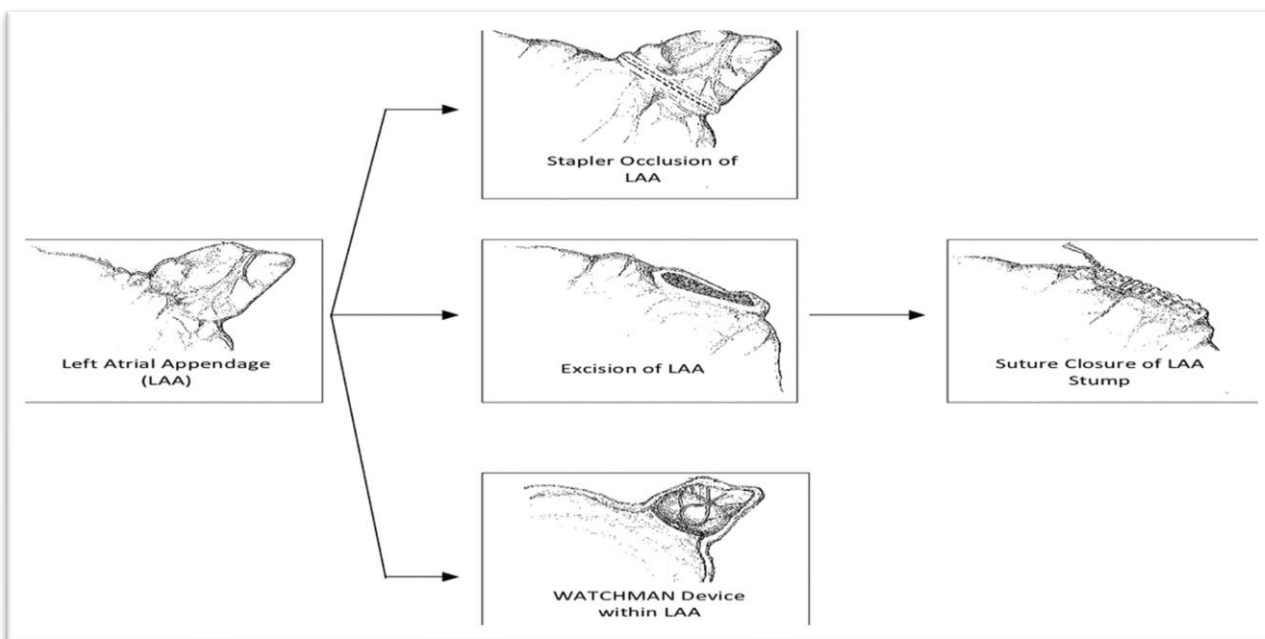 Stapler Occlusion of
LAA
Left Atrial Appendage
(LAA)
Excision of LAA
Suture Closure of LAA
Stump
WATCHMAN Device
within LAA